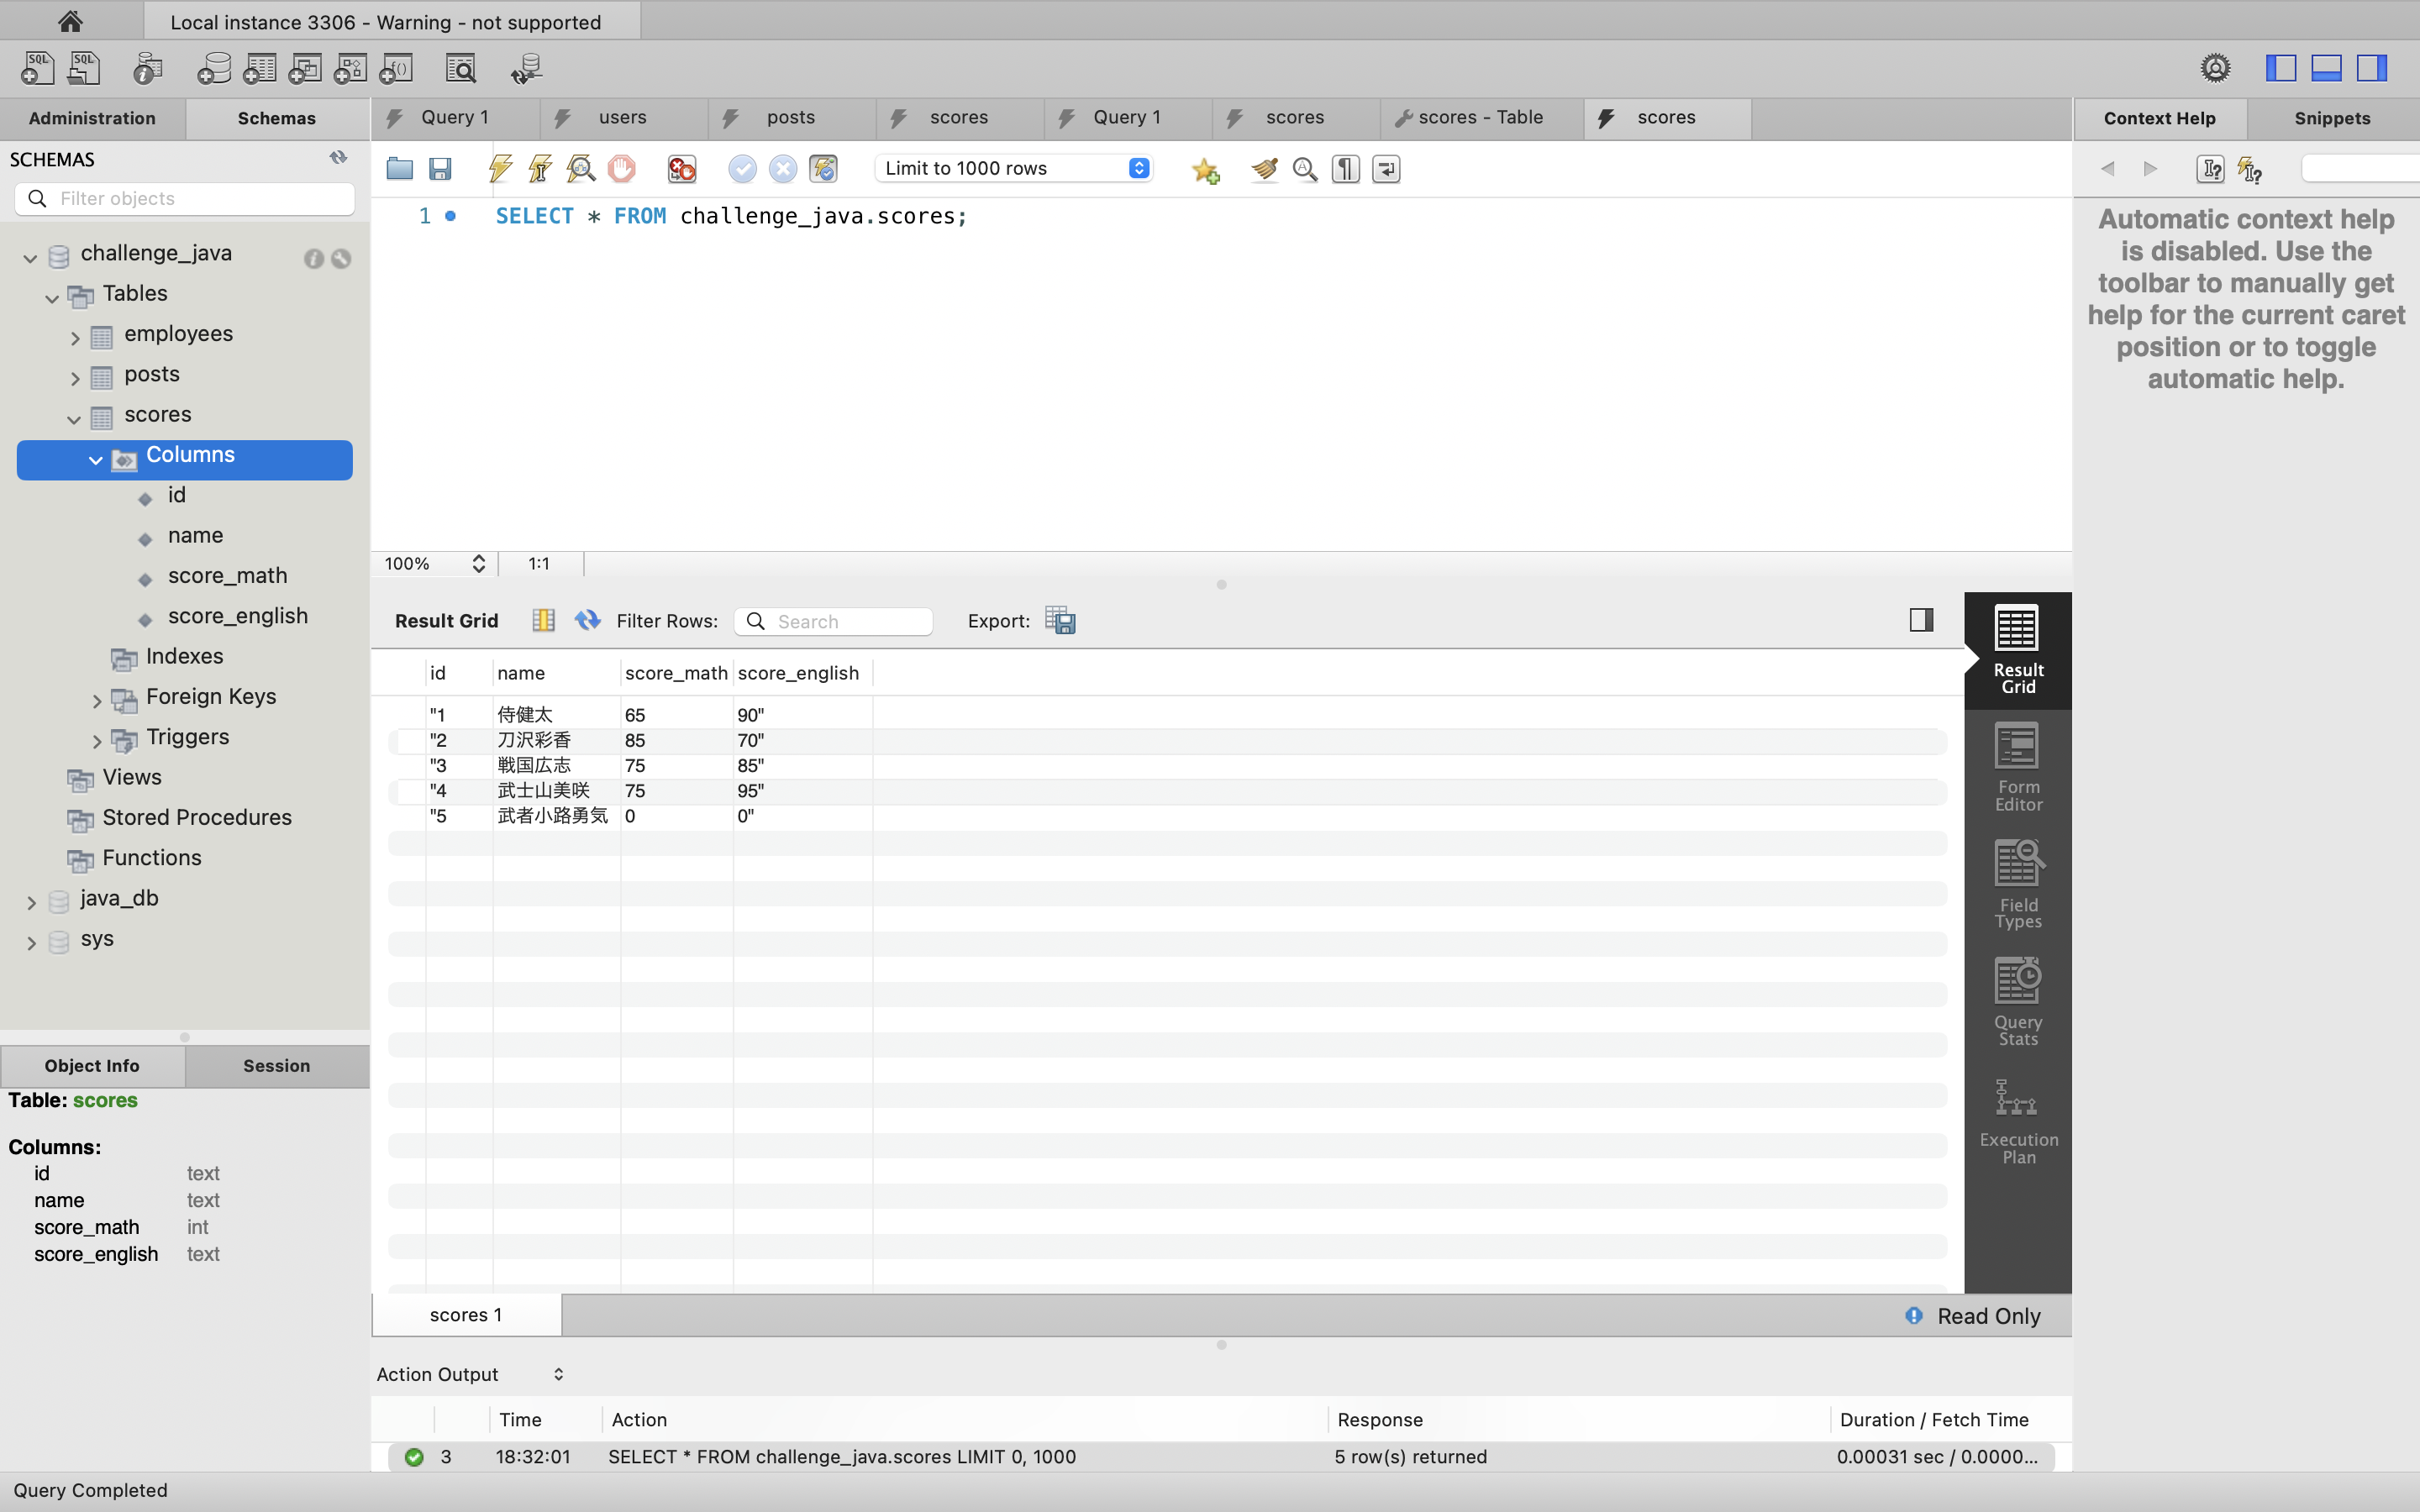 Local instance 3306 - Warning - not supported
Administration
Schemas
Query 1
users
posts
scores
Query 1
scores
scores - Table
scores
Context Help
Snippets
SCHEMAS
Filter objects
Limit to 1000 rows
1
SELECT * FROM challenge_java.scores;
challenge_java
Tables
employees
posts
scores
Columns
id
name
score_math
score_english
Indexes
Foreign Keys
Triggers
Views
Stored Procedures
Functions
java_db
sys
Object Info
Session
Table: scores
Columns:
id text
name text
score_math int
score_english text
100%
1:1
Result Grid
Filter Rows:
Search
Export:
id name score_math score_english
"1 侍健太 65 90"
"2 刀沢彩香 85 70"
"3 戦国広志 75 85"
"4 武士山美咲 75 95"
"5 武者小路勇気 0 0"
Result
Grid
Form
Editor
Field
Types
Query
Stats
Execution
Plan
scores 1
Read Only
Action Output
Time Action Response Duration / Fetch Time
3 18:32:01 SELECT * FROM challenge_java.scores LIMIT 0, 1000 5 row(s) returned 0.00031 sec / 0.0000...
Query Completed
Automatic context help
is disabled. Use the
toolbar to manually get
help for the current caret
position or to toggle
automatic help.